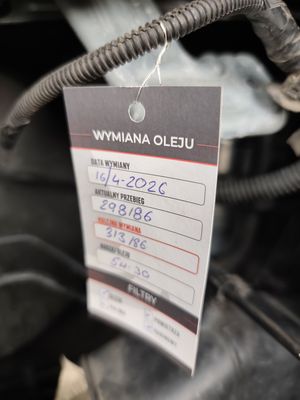 WYMIANA OLEJU
DATA WYMIANY
16/4-2026
AKTUALNY PRZEBIEG
298186
KOLEJNA WYMIANA
313186
5W-30
FILTRY